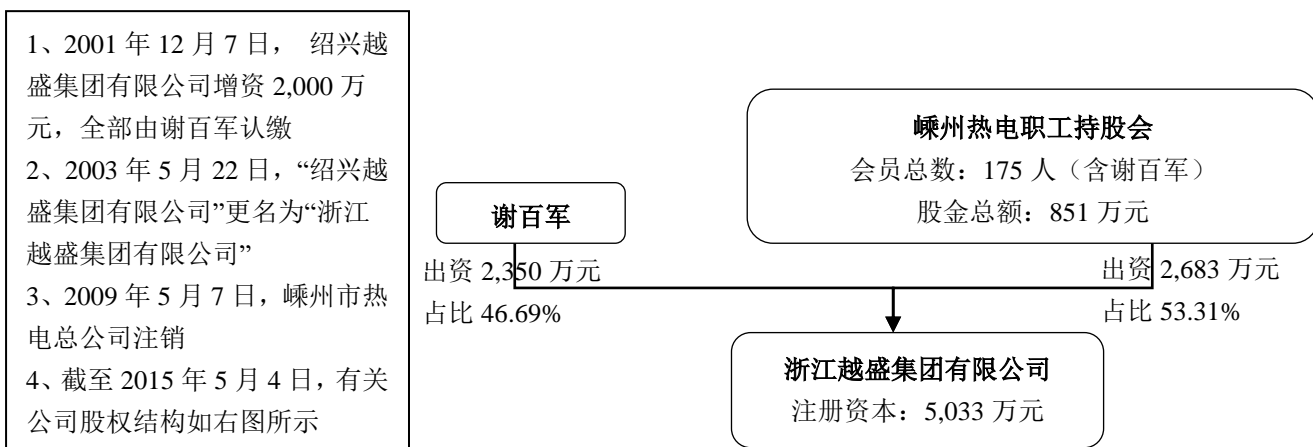 1、2001 年 12 月 7 日， 绍兴越
盛集团有限公司增资 2,000 万
元，全部由谢百军认缴
2、2003 年 5 月 22 日，“绍兴越
盛集团有限公司”更名为“浙江
越盛集团有限公司”
3、2009 年 5 月 7 日，嵊州市热
电总公司注销
4、截至 2015 年 5 月 4 日，有关
公司股权结构如右图所示
嵊州热电职工持股会
会员总数：175 人（含谢百军）
股金总额：851 万元
谢百军
出资 2,350 万元
占比 46.69%
出资 2,683 万元
占比 53.31%
浙江越盛集团有限公司
注册资本：5,033 万元